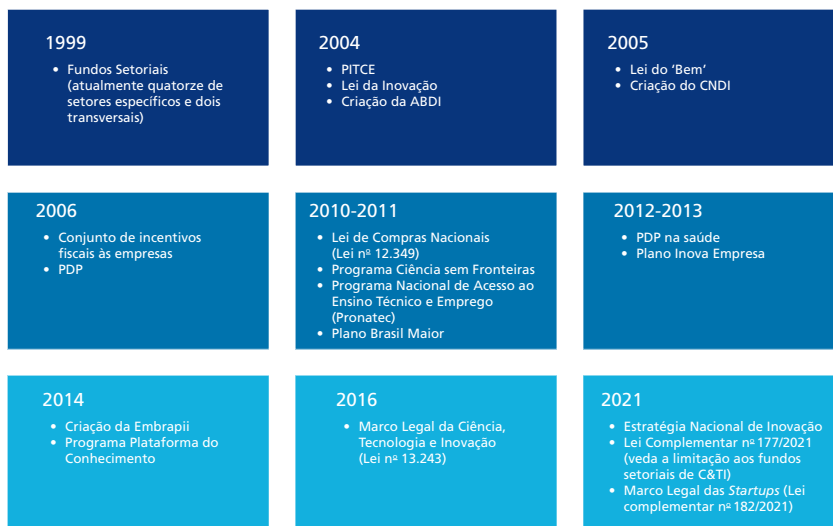 1999
• Fundos Setoriais
(atualmente quatorze de
setores específicos e dois
transversais)
2004
• PITCE
• Lei da Inovação
• Criação da ABDI
2005
• Lei do ‘Bem’
• Criação do CNDI
2006
• Conjunto de incentivos
fiscais às empresas
• PDP
2010-2011
• Lei de Compras Nacionais
(Lei nº 12.349)
• Programa Ciência sem Fronteiras
• Programa Nacional de Acesso ao
Ensino Técnico e Emprego
(Pronatec)
• Plano Brasil Maior
2012-2013
• PDP na saúde
• Plano Inova Empresa
2014
• Criação da Embrapii
• Programa Plataforma do
Conhecimento
2016
• Marco Legal da Ciência,
Tecnologia e Inovação
(Lei nº 13.243)
2021
• Estratégia Nacional de Inovação
• Lei Complementar nº 177/2021
(veda a limitação aos fundos
setoriais de C&TI)
• Marco Legal das Startups (Lei
complementar nº 182/2021)